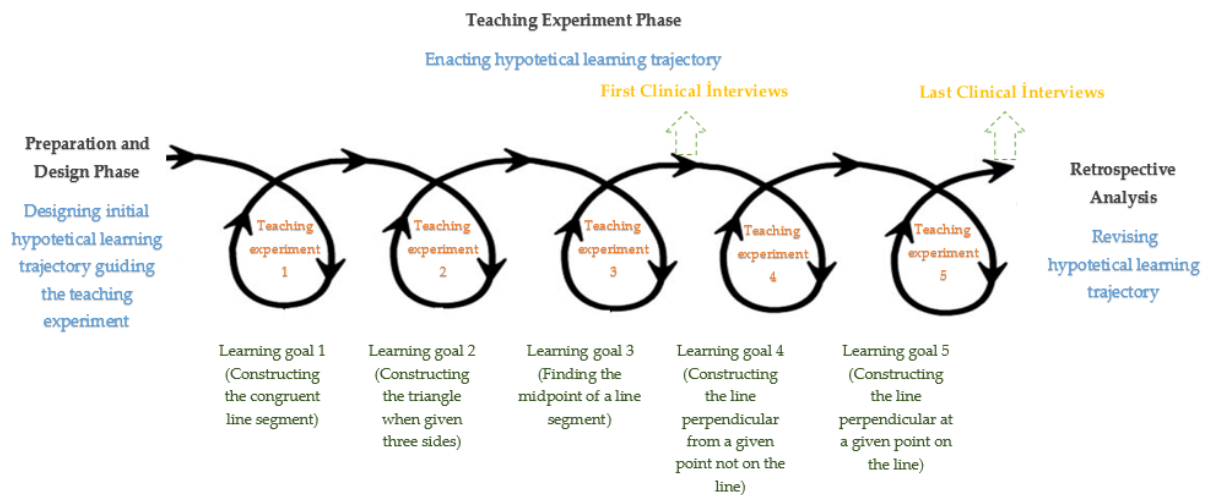 Teaching Experiment Phase
Enacting hypotetical learning trajectory
First Clinical İnterviews
Last Clinical İnterviews
Preparation and
Design Phase
Designing initial
hypotetical learning
trajectory guiding
the teaching
experiment
Teaching
experiment
1
Teaching
experiment
2
Teaching
experiment
3
Teaching
experiment
4
Teaching
experiment
5
Retrospective
Analysis
Revising
hypotetical learning
trajectory
Learning goal 1
(Constructing
the congruent
line segment)
Learning goal 2
(Constructing
the triangle
when given
three sides)
Learning goal 3
(Finding the
midpoint of a line
segment)
Learning goal 4
(Constructing
the line
perpendicular
from a given
point not on the
line)
Learning goal 5
(Constructing
the line
perpendicular at
a given point on
the line)